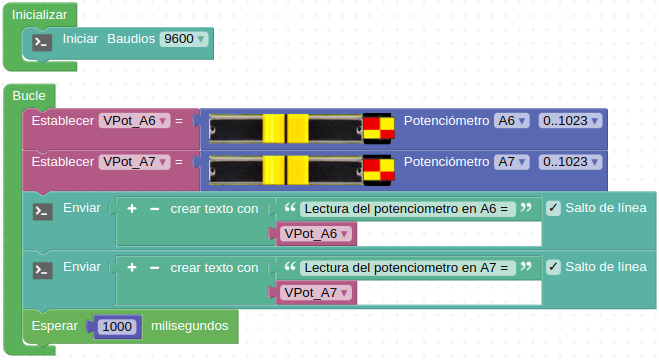 Inicializar
Iniciar Baudios 9600
Bucle
Establecer VPot_A6 = Potenciómetro A6 0..1023
Establecer VPot_A7 = Potenciómetro A7 0..1023
Enviar + − crear texto con “ Lectura del potenciometro en A6 = ” ✓ Salto de línea
VPot_A6
Enviar + − crear texto con “ Lectura del potenciometro en A7 = ” ✓ Salto de línea
VPot_A7
Esperar 1000 milisegundos